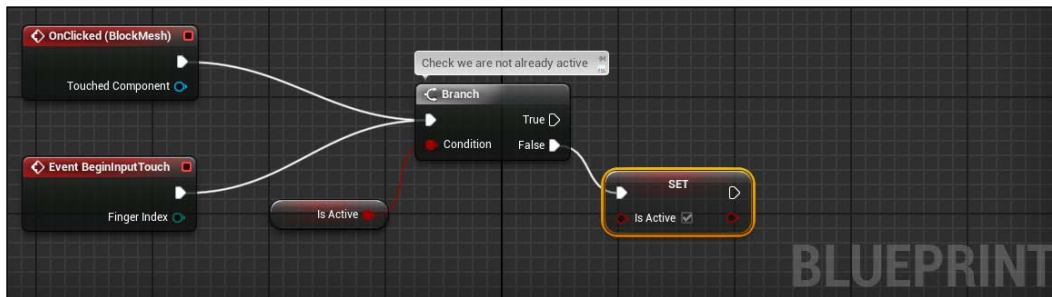 OnClicked (BlockMesh)
Touched Component
Check we are not already active
Branch
True
Condition
False
Event BeginInputTouch
Finger Index
Is Active
SET
Is Active
BLUEPRINT